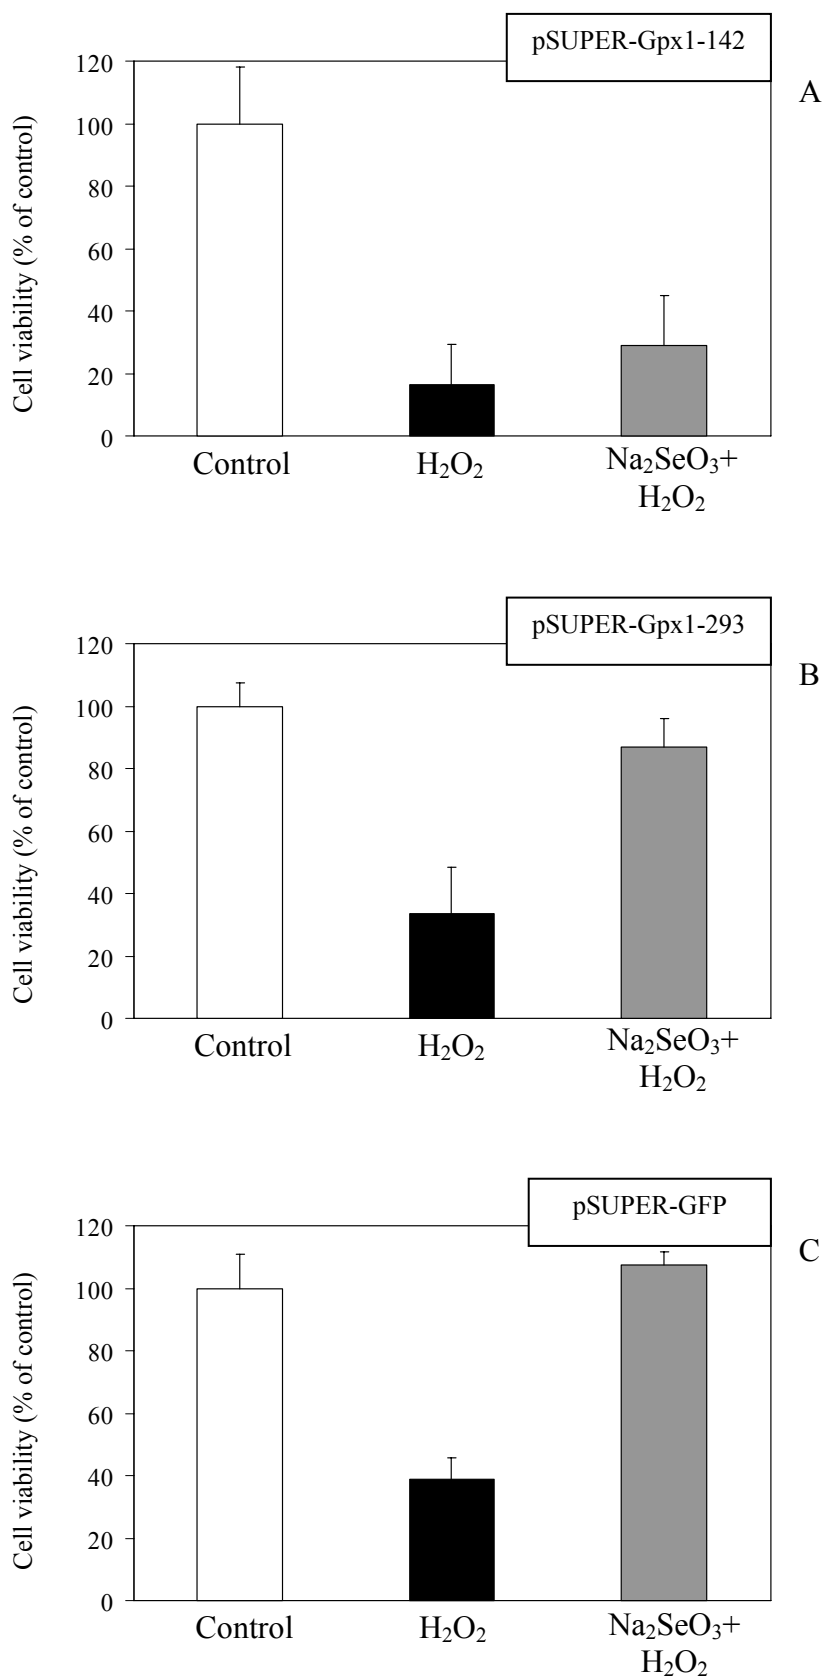 pSUPER-Gpx1-142
A
Cell viability (% of control)
120
100
80
60
40
20
0
Control
H₂O₂
Na₂SeO₃+
H₂O₂
pSUPER-Gpx1-293
B
Cell viability (% of control)
120
100
80
60
40
20
0
Control
H₂O₂
Na₂SeO₃+
H₂O₂
pSUPER-GFP
C
Cell viability (% of control)
120
100
80
60
40
20
0
Control
H₂O₂
Na₂SeO₃+
H₂O₂